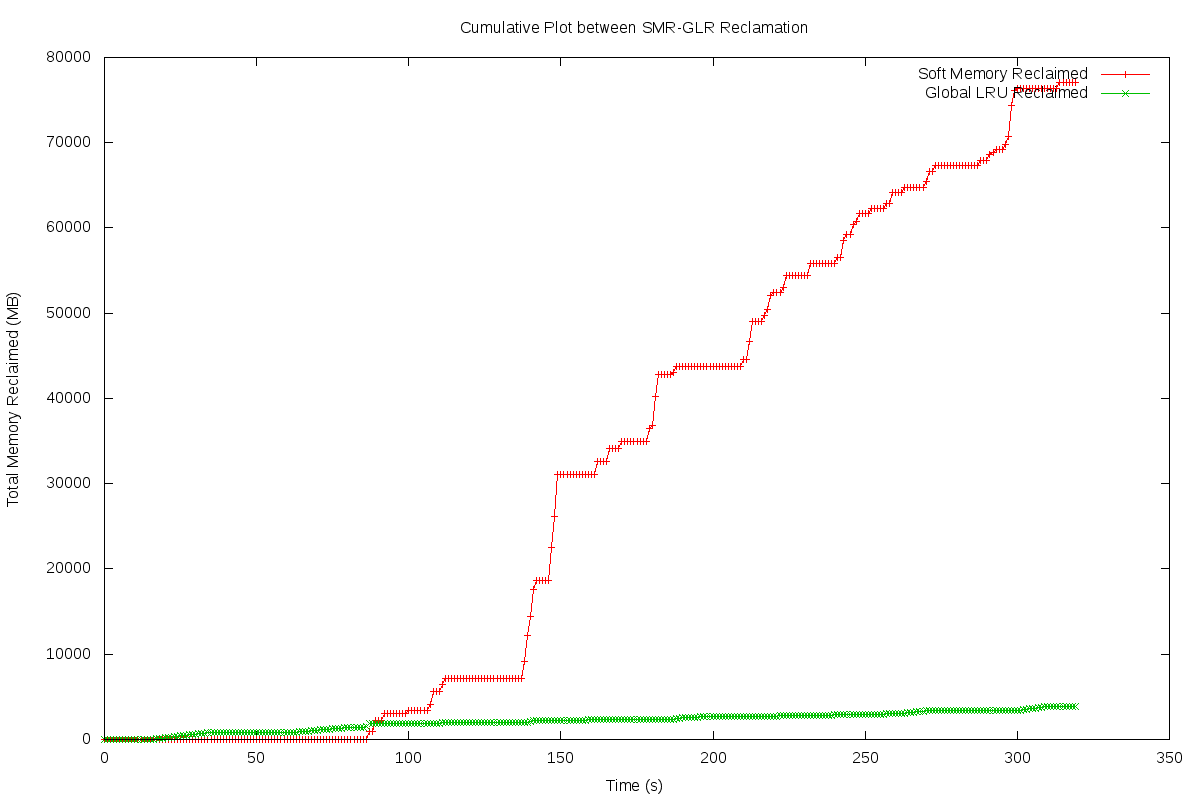 Cumulative Plot between SMR-GLR Reclamation
80000
70000
60000
50000
40000
30000
20000
10000
0
Total Memory Reclaimed (MB)
Soft Memory Reclaimed
Global LRU Reclaimed
0 50 100 150 200 250 300 350
Time (s)